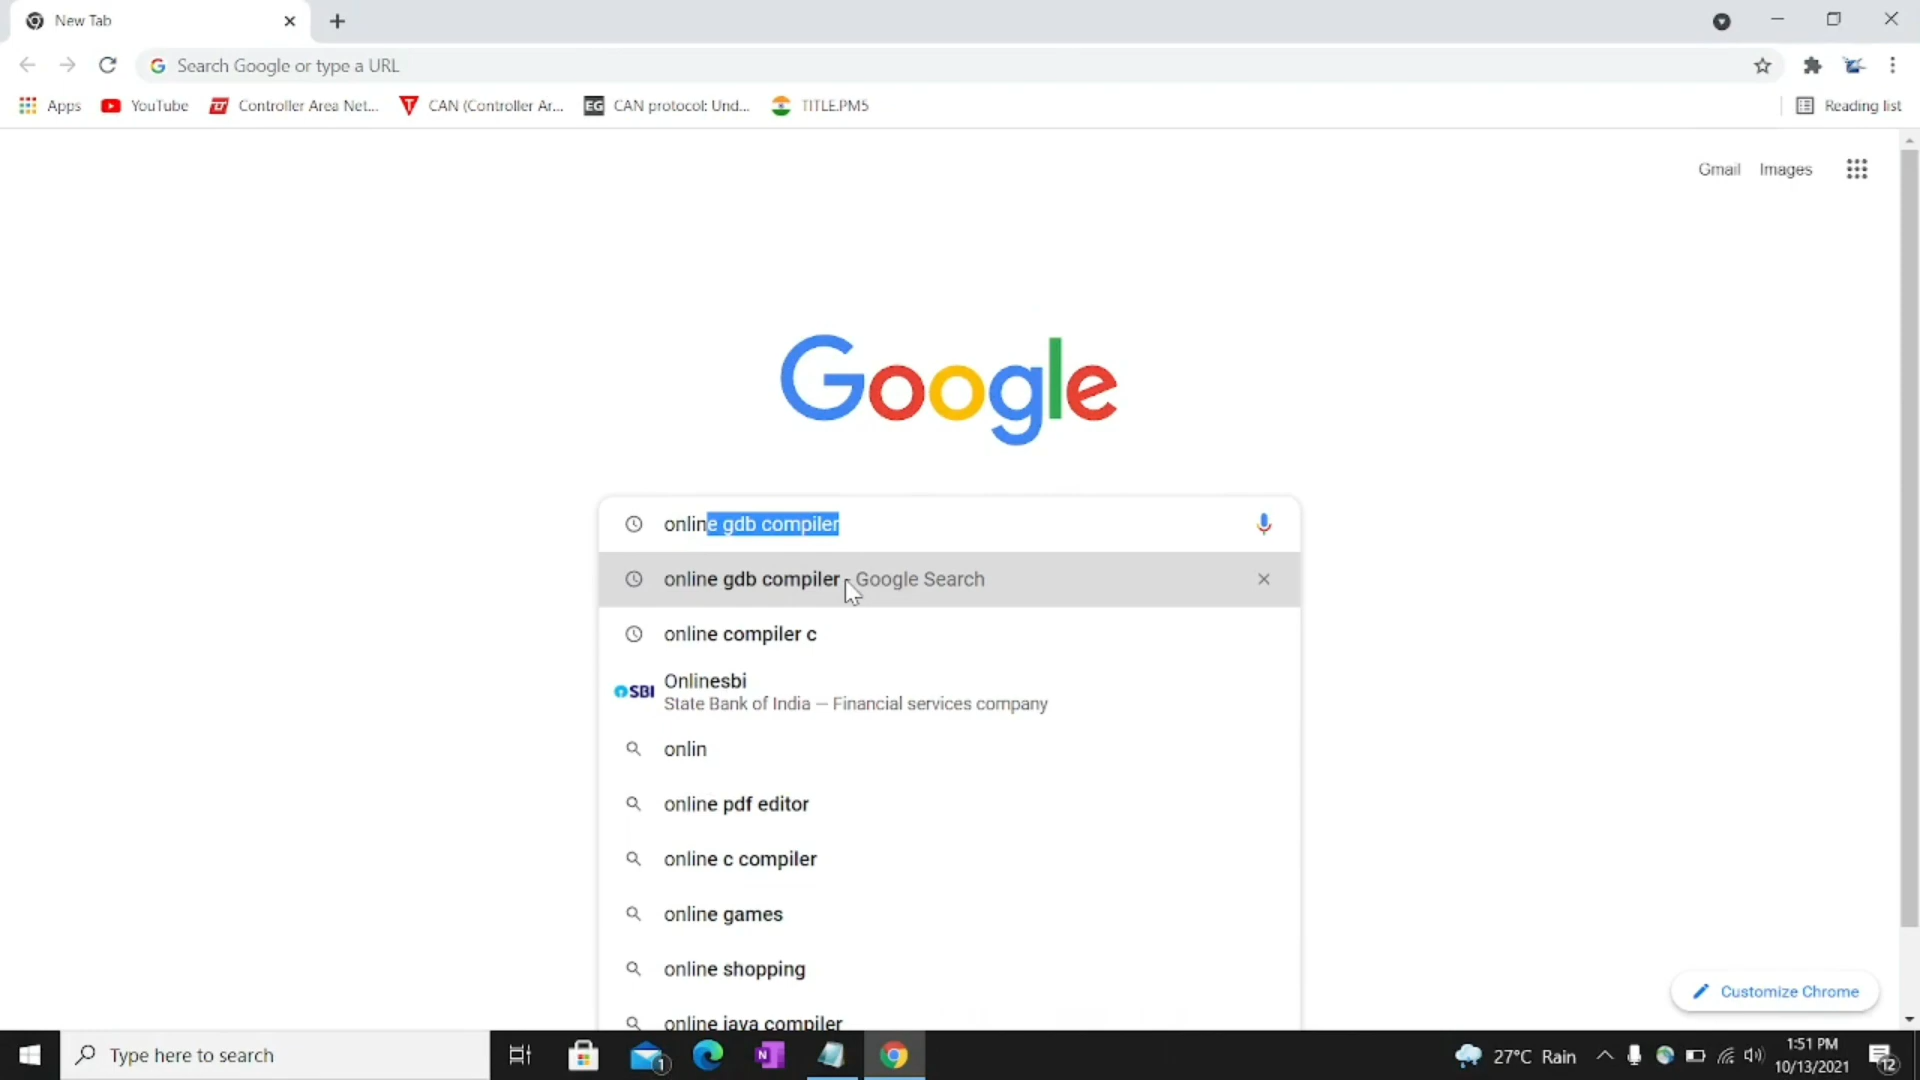 New Tab
Search Google or type a URL
Apps
YouTube
Controller Area Net...
CAN (Controller Ar...
EG
CAN protocol: Und...
TITLE.PM5
Reading list
Gmail
Images
Google
online gdb compiler
online gdb compiler - Google Search
online compiler c
SBI
Onlinesbi
State Bank of India — Financial services company
onlin
online pdf editor
online c compiler
online games
online shopping
online java compiler
Customize Chrome
Type here to search
1
N
27°C Rain
1:51 PM
10/13/2021
12